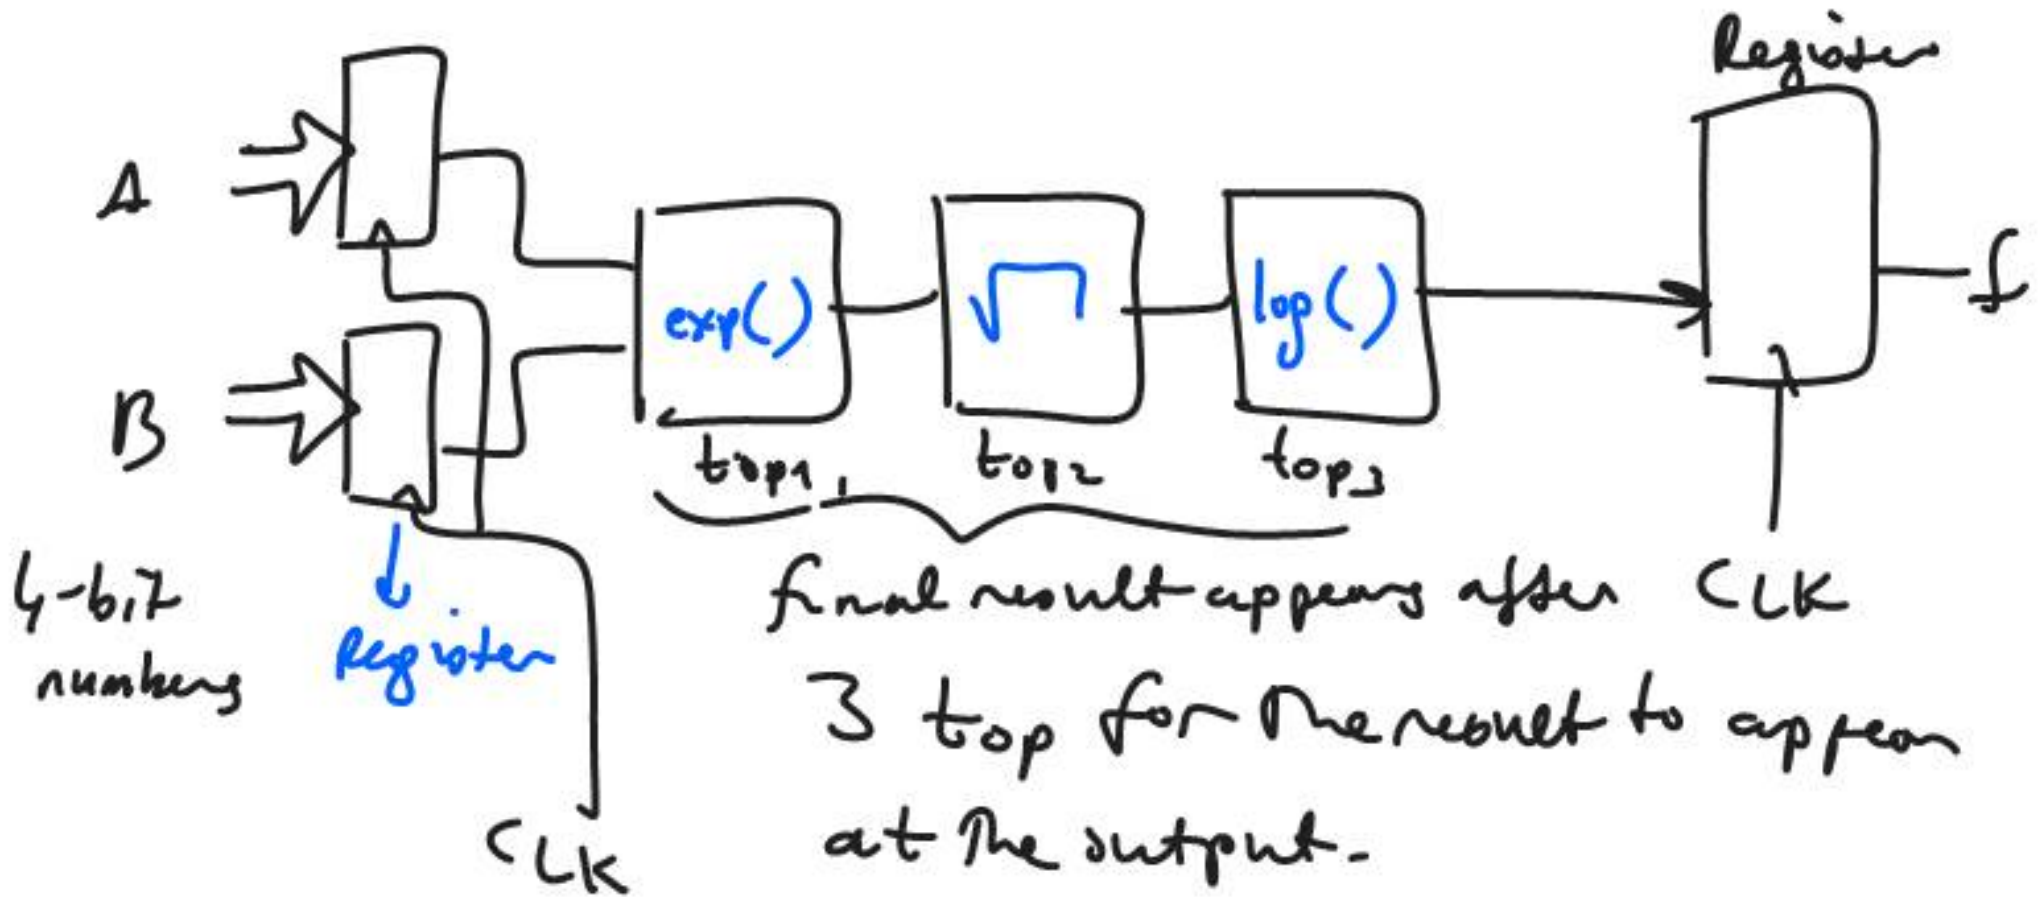 Register
A
exp()
√
log()
f
B
top1
top2
top3
4-bit
numbers
Register
final result appears after
CLK
3 top for the result to appear
at the output.
CLK